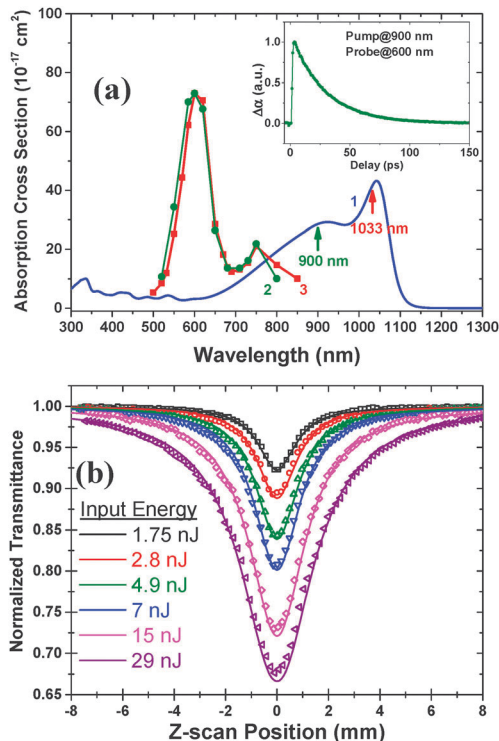 80
60
40
20
0
Absorption Cross Section (10⁻¹⁷ cm²)
(a)
Pump@900 nm
Probe@600 nm
1.0
0.5
0.0
Δα (a.u.)
0 50 100 150
Delay (ps)
1
1033 nm
900 nm
2
3
300 400 500 600 700 800 900 1000 1100 1200 1300
Wavelength (nm)
1.00
0.95
0.90
0.85
0.80
0.75
0.70
0.65
Normalized Transmittance
(b)
Input Energy
1.75 nJ
2.8 nJ
4.9 nJ
7 nJ
15 nJ
29 nJ
-8 -6 -4 -2 0 2 4 6 8
Z-scan Position (mm)